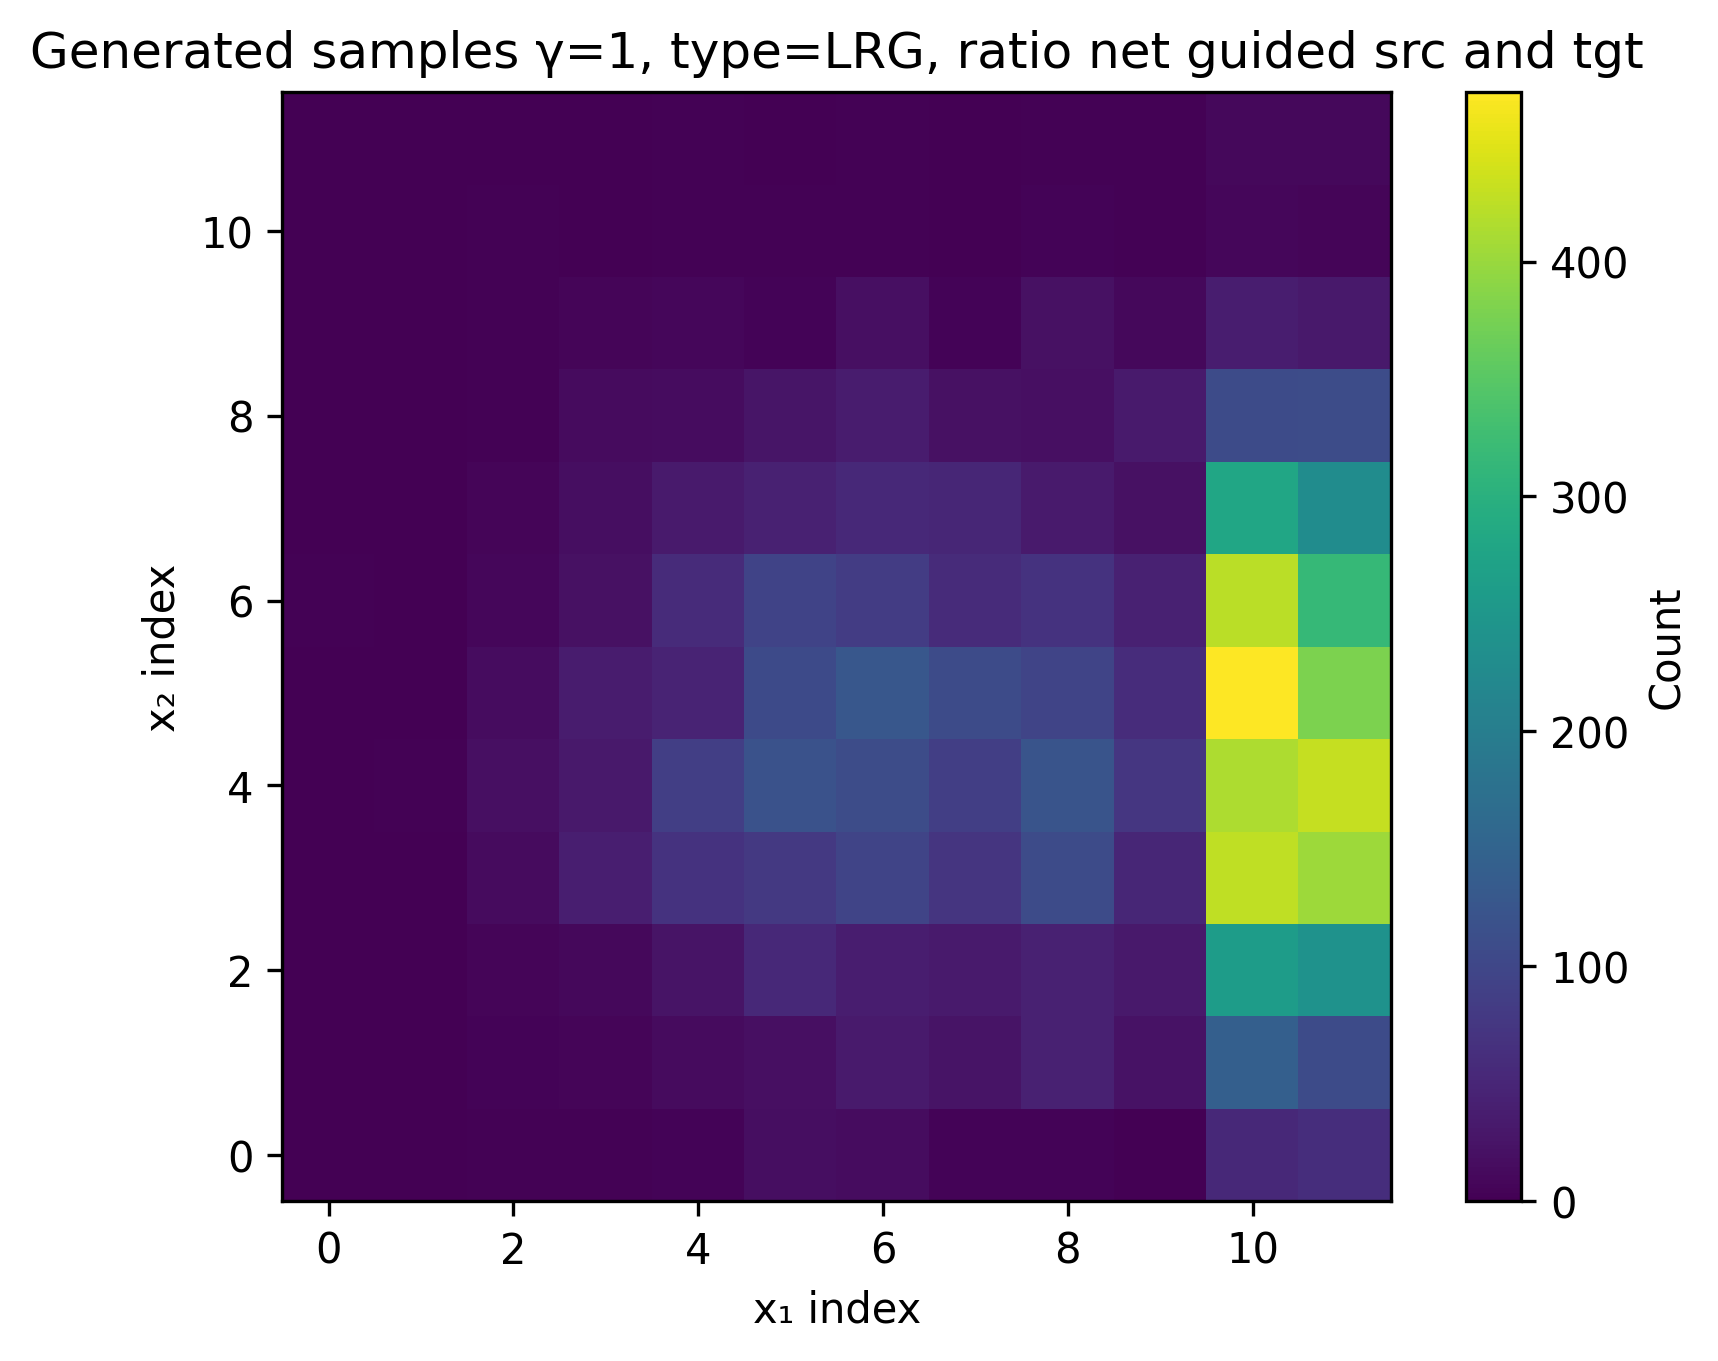 Generated samples γ=1, type=LRG, ratio net guided src and tgt
10
8
6
4
2
0
x₂ index
0 2 4 6 8 10
x₁ index
400
300
200
100
0
Count